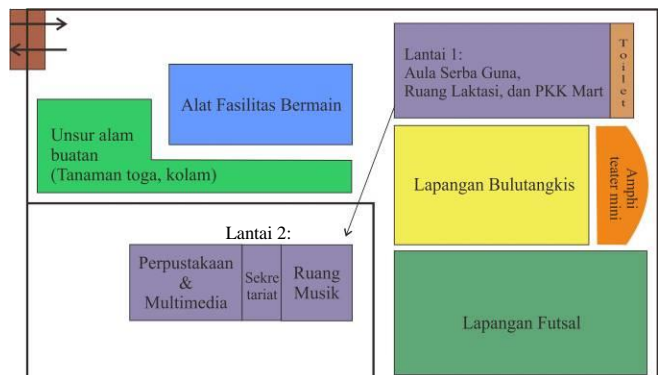 Lantai 1:
Aula Serba Guna,
Ruang Laktasi, dan PKK Mart
Toilet
Alat Fasilitas Bermain
Unsur alam
buatan
(Tanaman toga, kolam)
Lapangan Bulutangkis
Amphi
teater mini
Lantai 2:
Perpustakaan
&
Multimedia
Sekre
tariat
Ruang
Musik
Lapangan Futsal